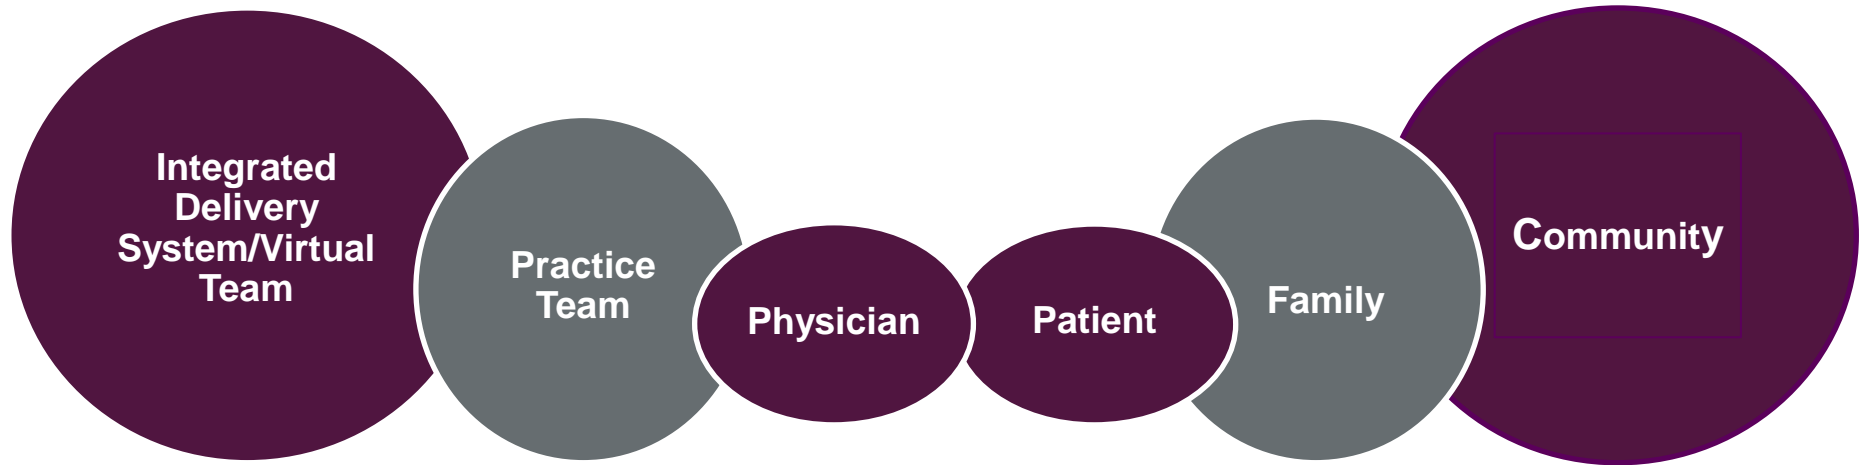 Integrated
Delivery
System/Virtual
Team
Practice
Team
Physician
Patient
Family
Community